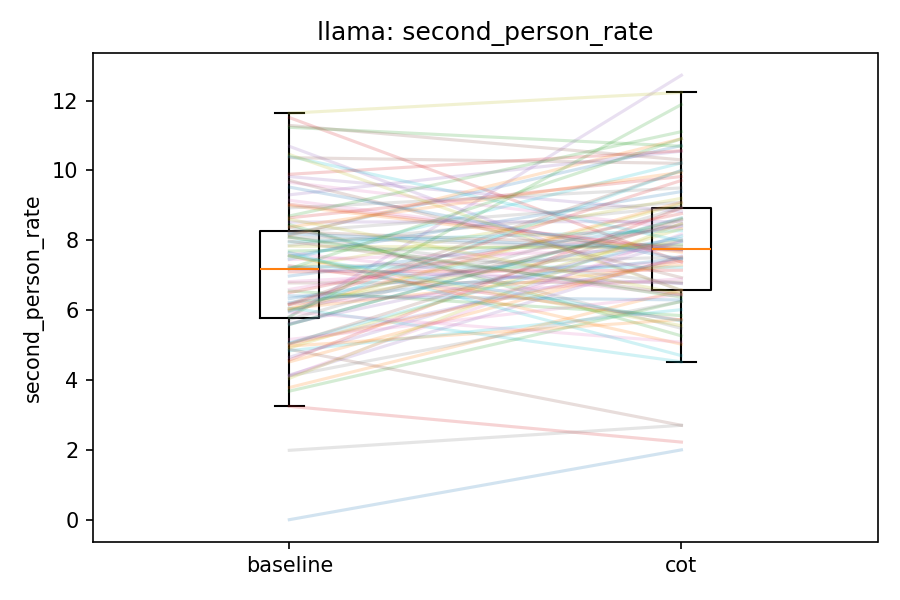 llama: second_person_rate
second_person_rate
12
10
8
6
4
2
0
baseline
cot